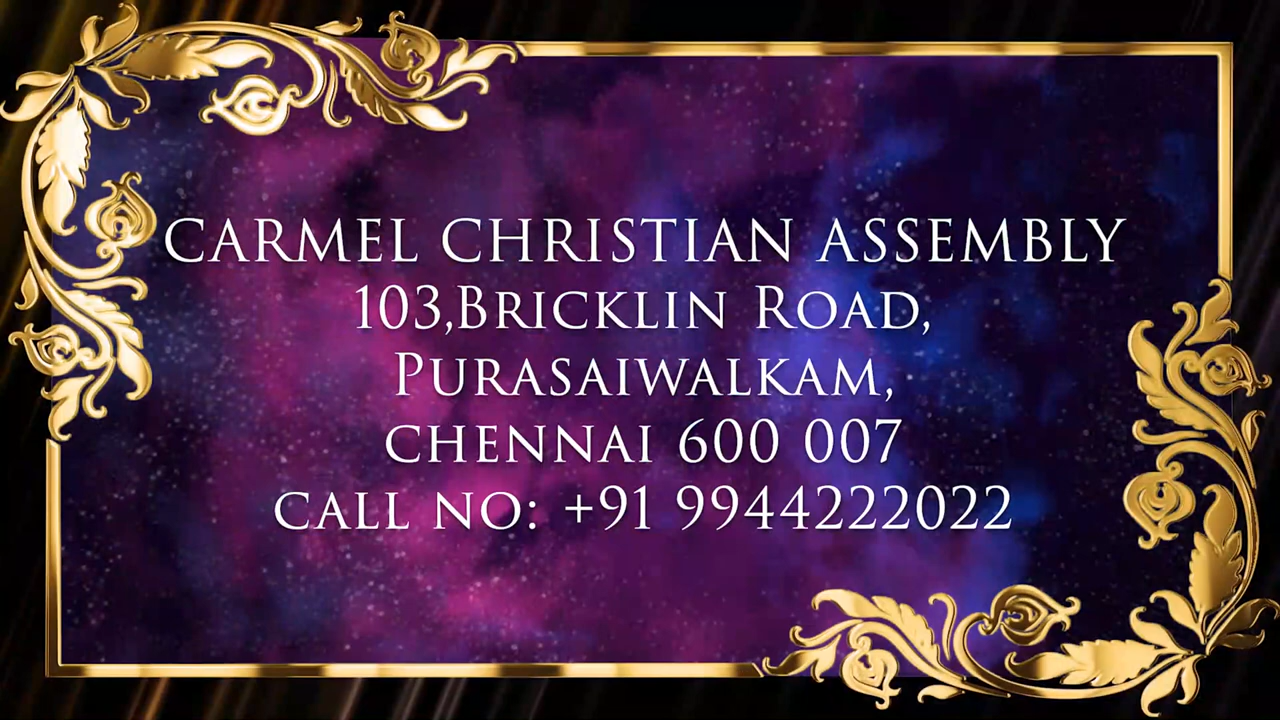 CARMEL CHRISTIAN ASSEMBLY
103,Bricklin Road,
Purasaiwalkam,
chennai 600 007
call no: +91 9944222022